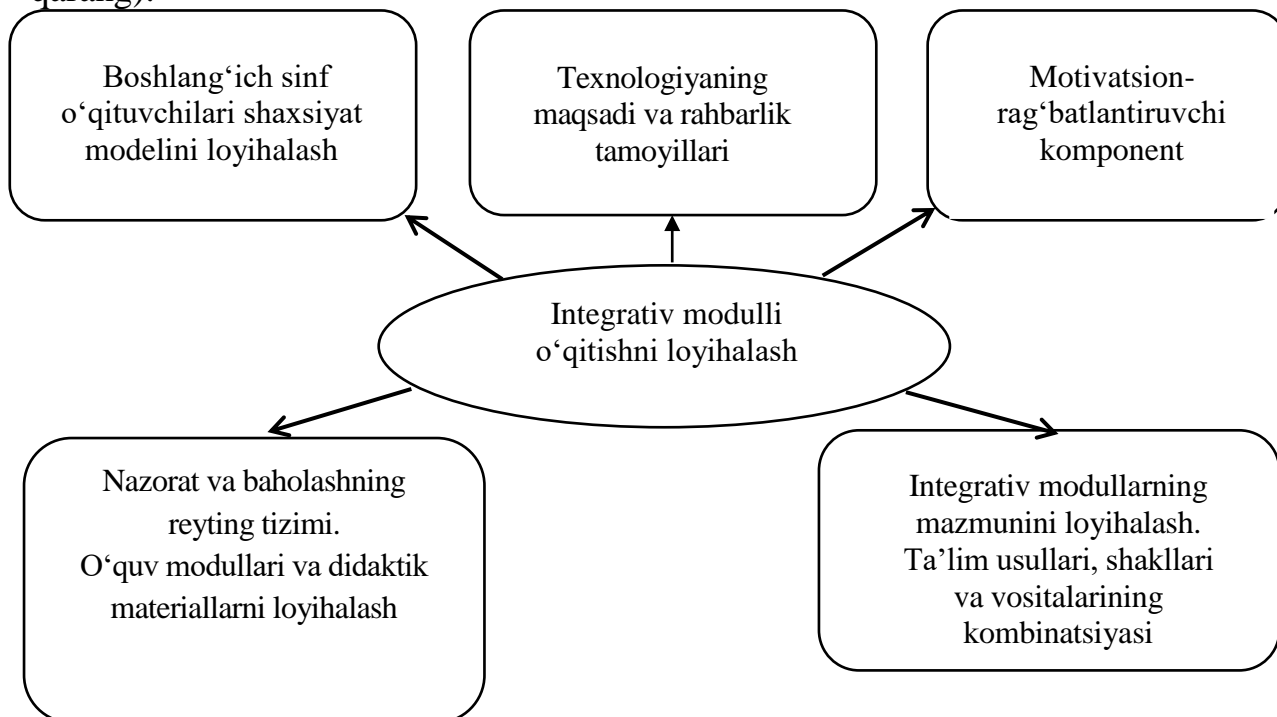 qarang).
Boshlang‘ich sinf
o‘qituvchilari shaxsiyat
modelini loyihalash
Texnologiyaning
maqsadi va rahbarlik
tamoyillari
Motivatsion-
rag‘batlantiruvchi
komponent
Integrativ modulli
o‘qitishni loyihalash
Nazorat va baholashning
reyting tizimi.
O‘quv modullari va didaktik
materiallarni loyihalash
Integrativ modullarning
mazmunini loyihalash.
Ta’lim usullari, shakllari
va vositalarining
kombinatsiyasi